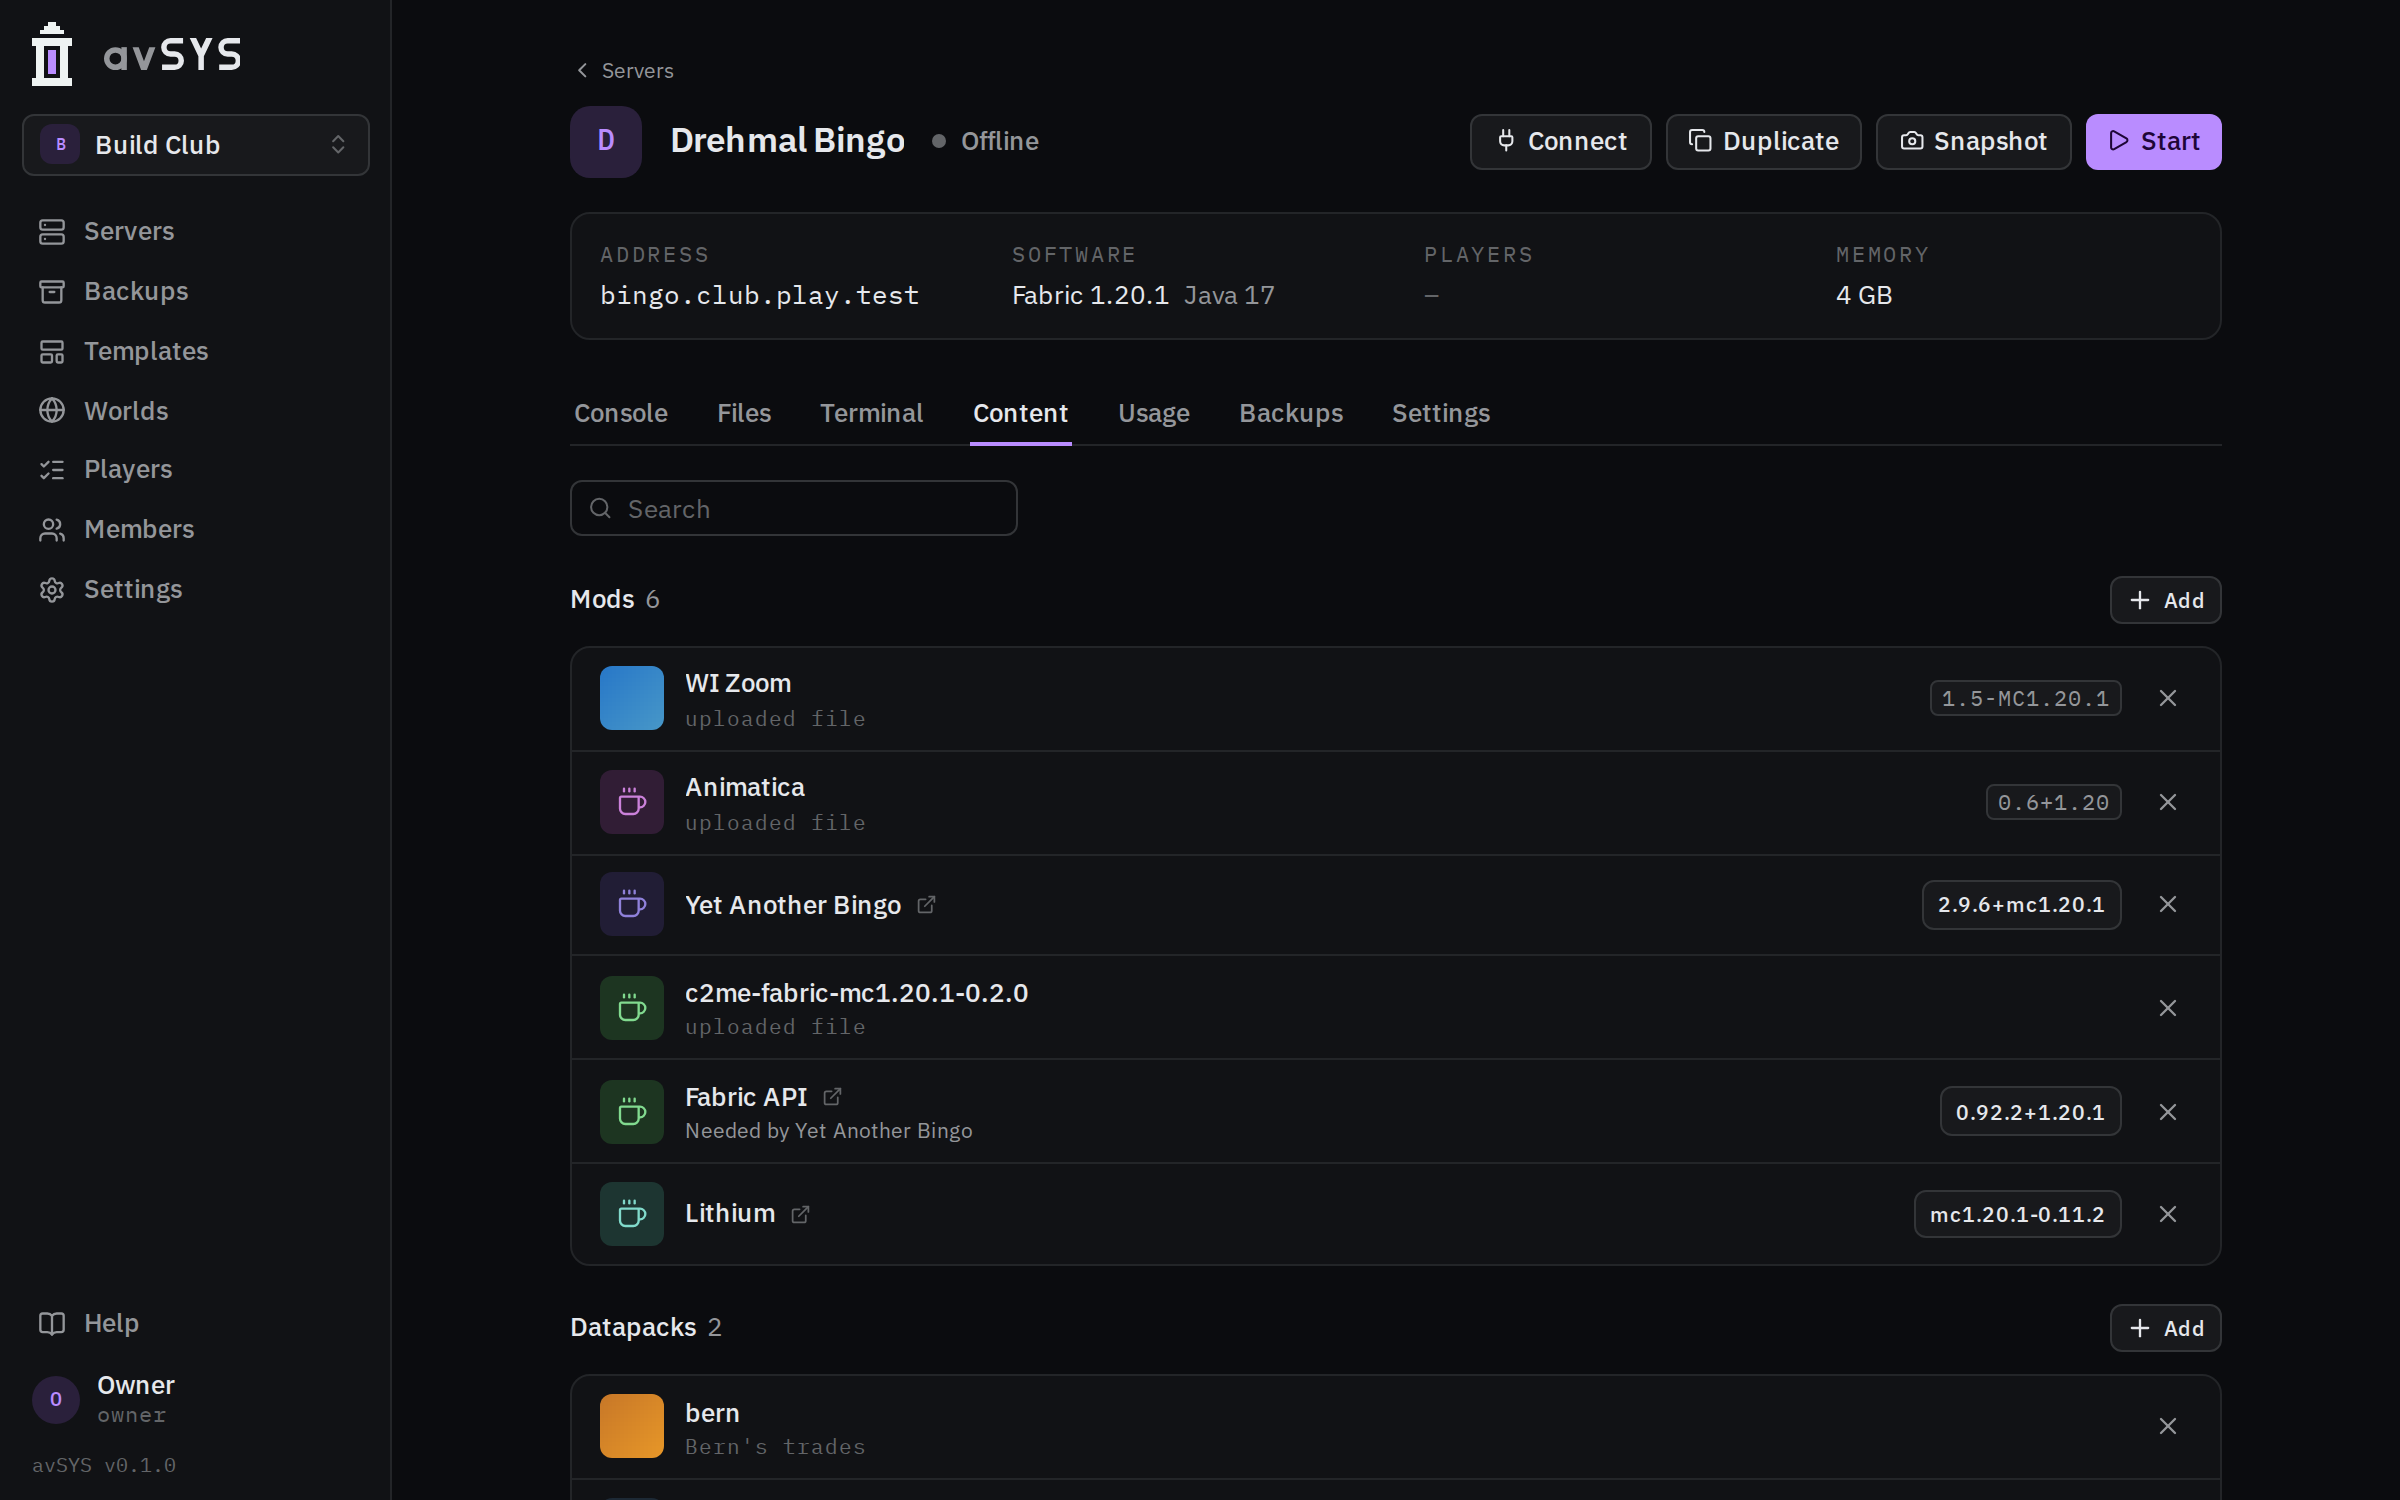 avSYS
B Build Club
Servers
Backups
Templates
Worlds
Players
Members
Settings
Help
O Owner
owner
avSYS v0.1.0
Servers
D Drehmal Bingo Offline
Connect Duplicate Snapshot Start
ADDRESS SOFTWARE PLAYERS MEMORY
bingo.club.play.test Fabric 1.20.1 Java 17 – 4 GB
Console Files Terminal Content Usage Backups Settings
Search
Mods 6 Add
WI Zoom
uploaded file
1.5-MC1.20.1
Animatica
uploaded file
0.6+1.20
Yet Another Bingo 2.9.6+mc1.20.1
c2me-fabric-mc1.20.1-0.2.0
uploaded file
Fabric API
Needed by Yet Another Bingo
0.92.2+1.20.1
Lithium mc1.20.1-0.11.2
Datapacks 2 Add
bern
Bern's trades